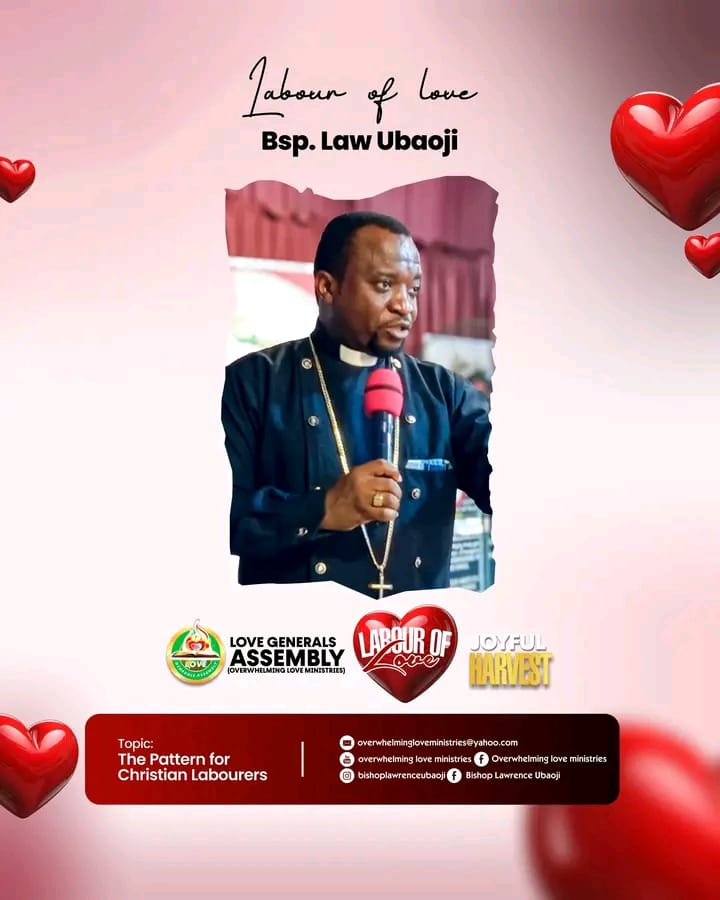 Labour of love
Bsp. Law Ubaoji
LOVE GENERALS
ASSEMBLY
(OVERWHELMING LOVE MINISTRIES)
LOVE
LABOUR OF
Love
JOYFUL
HARVEST
Topic:
The Pattern for
Christian Labourers
overwhelmingloveministries@yahoo.com
overwhelming love ministries Overwhelming love ministries
bishoplawrenceubaoji Bishop Lawrence Ubaoji